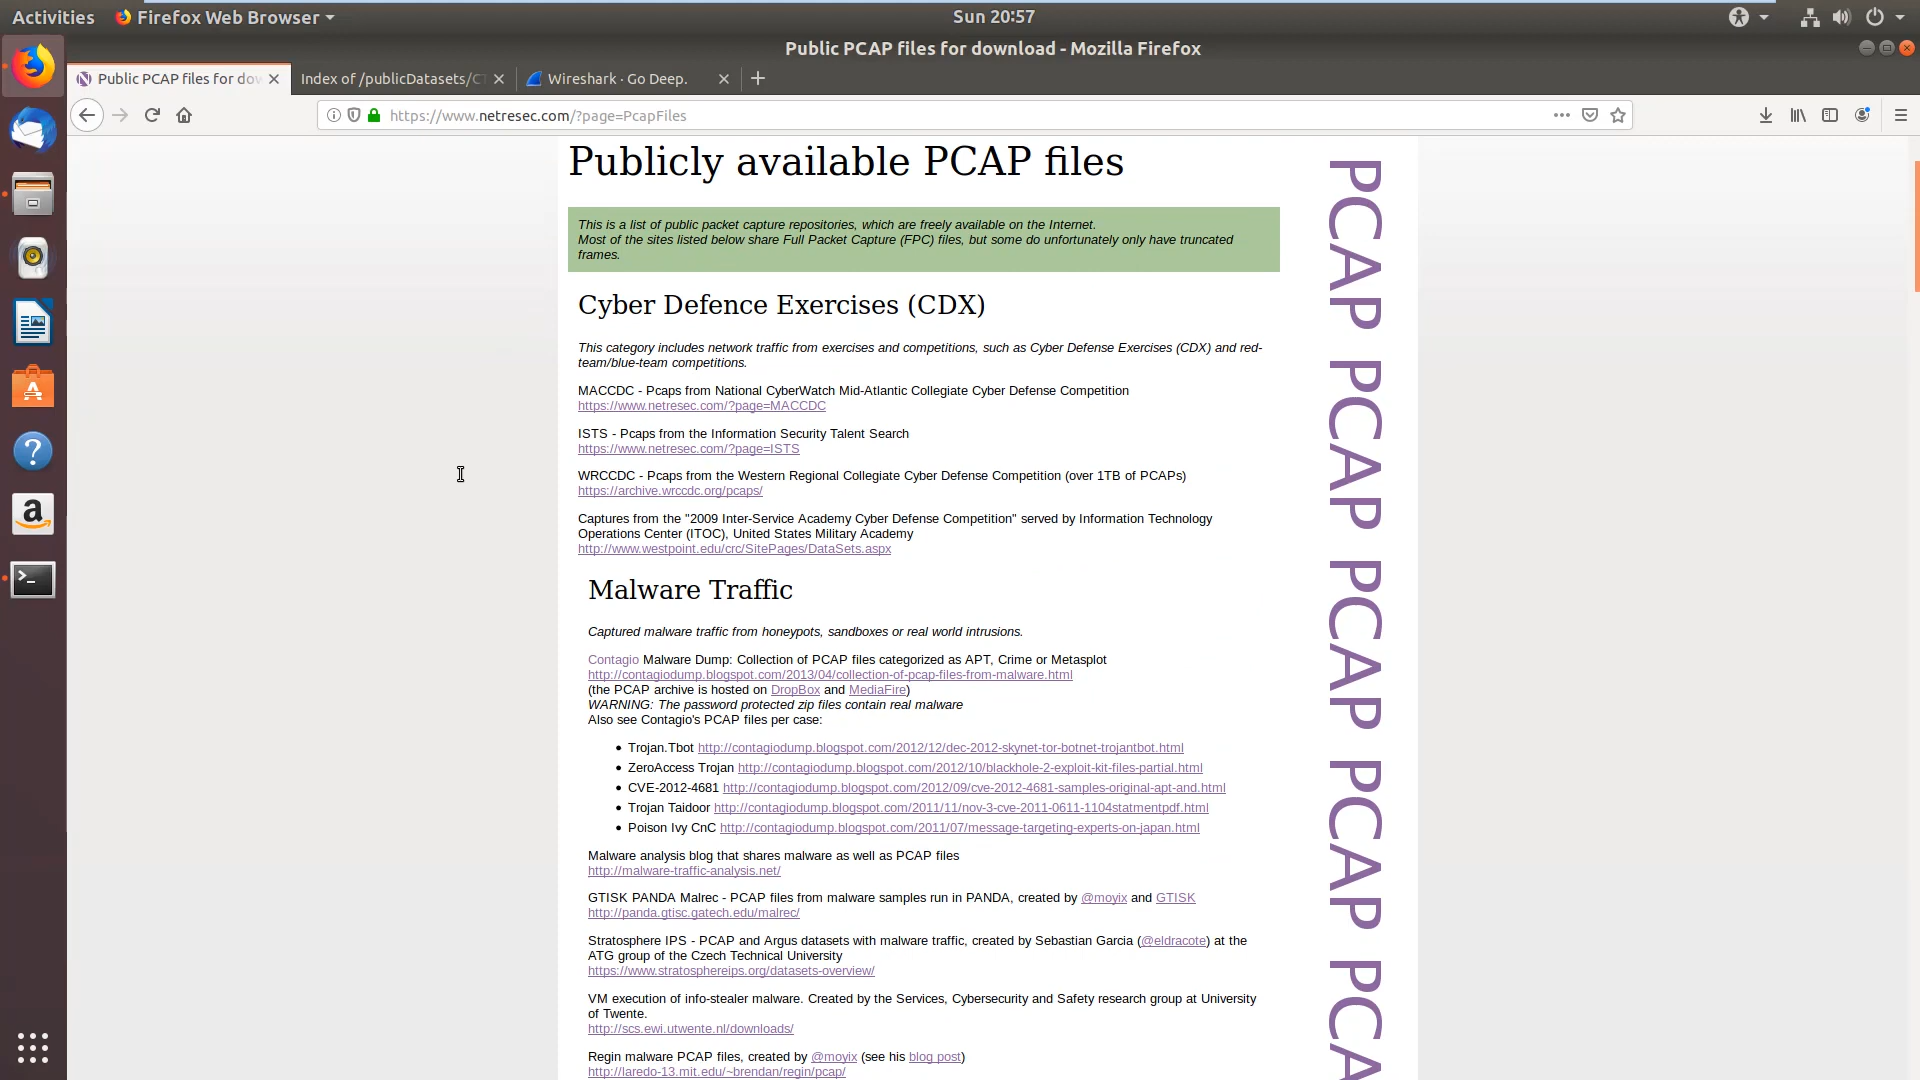 Activities Firefox Web Browser Sun 20:57
Public PCAP files for download - Mozilla Firefox
Public PCAP files for dow Index of /publicDatasets/CT Wireshark · Go Deep.
https://www.netresec.com/?page=PcapFiles
Publicly available PCAP files
This is a list of public packet capture repositories, which are freely available on the Internet.
Most of the sites listed below share Full Packet Capture (FPC) files, but some do unfortunately only have truncated
frames.
Cyber Defence Exercises (CDX)
This category includes network traffic from exercises and competitions, such as Cyber Defense Exercises (CDX) and red-
team/blue-team competitions.
MACCDC - Pcaps from National CyberWatch Mid-Atlantic Collegiate Cyber Defense Competition
https://www.netresec.com/?page=MACCDC
ISTS - Pcaps from the Information Security Talent Search
https://www.netresec.com/?page=ISTS
WRCCDC - Pcaps from the Western Regional Collegiate Cyber Defense Competition (over 1TB of PCAPs)
https://archive.wrccdc.org/pcaps/
Captures from the "2009 Inter-Service Academy Cyber Defense Competition" served by Information Technology
Operations Center (ITOC), United States Military Academy
http://www.westpoint.edu/crc/SitePages/DataSets.aspx
Malware Traffic
Captured malware traffic from honeypots, sandboxes or real world intrusions.
Contagio Malware Dump: Collection of PCAP files categorized as APT, Crime or Metasplot
http://contagiodump.blogspot.com/2013/04/collection-of-pcap-files-from-malware.html
(the PCAP archive is hosted on DropBox and MediaFire)
WARNING: The password protected zip files contain real malware
Also see Contagio's PCAP files per case:
• Trojan.Tbot http://contagiodump.blogspot.com/2012/12/dec-2012-skynet-tor-botnet-trojantbot.html
• ZeroAccess Trojan http://contagiodump.blogspot.com/2012/10/blackhole-2-exploit-kit-files-partial.html
• CVE-2012-4681 http://contagiodump.blogspot.com/2012/09/cve-2012-4681-samples-original-apt-and.html
• Trojan Taidoor http://contagiodump.blogspot.com/2011/11/nov-3-cve-2011-0611-1104statmentpdf.html
• Poison Ivy CnC http://contagiodump.blogspot.com/2011/07/message-targeting-experts-on-japan.html
Malware analysis blog that shares malware as well as PCAP files
http://malware-traffic-analysis.net/
GTISK PANDA Malrec - PCAP files from malware samples run in PANDA, created by @moyix and GTISK
http://panda.gtisc.gatech.edu/malrec/
Stratosphere IPS - PCAP and Argus datasets with malware traffic, created by Sebastian Garcia (@eldracote) at the
ATG group of the Czech Technical University
https://www.stratosphereips.org/datasets-overview/
VM execution of info-stealer malware. Created by the Services, Cybersecurity and Safety research group at University
of Twente.
http://scs.ewi.utwente.nl/downloads/
Regin malware PCAP files, created by @moyix (see his blog post)
http://laredo-13.mit.edu/~brendan/regin/pcap/
PCAP PCAP PCAP PCAP PCA